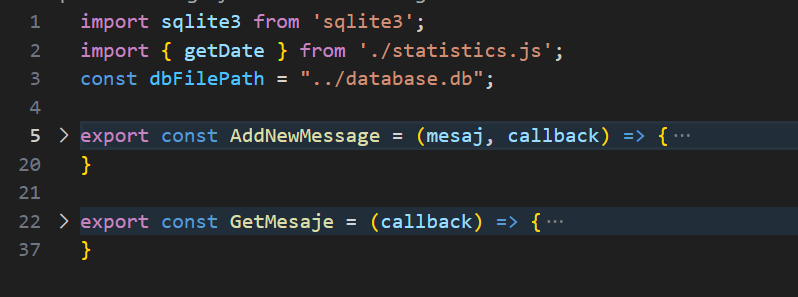 1 import sqlite3 from 'sqlite3';
2 import { getDate } from './statistics.js';
3 const dbFilePath = "../database.db";
4
5 > export const AddNewMessage = (mesaj, callback) => { ···
20 }
21
22 > export const GetMesaje = (callback) => { ···
37 }